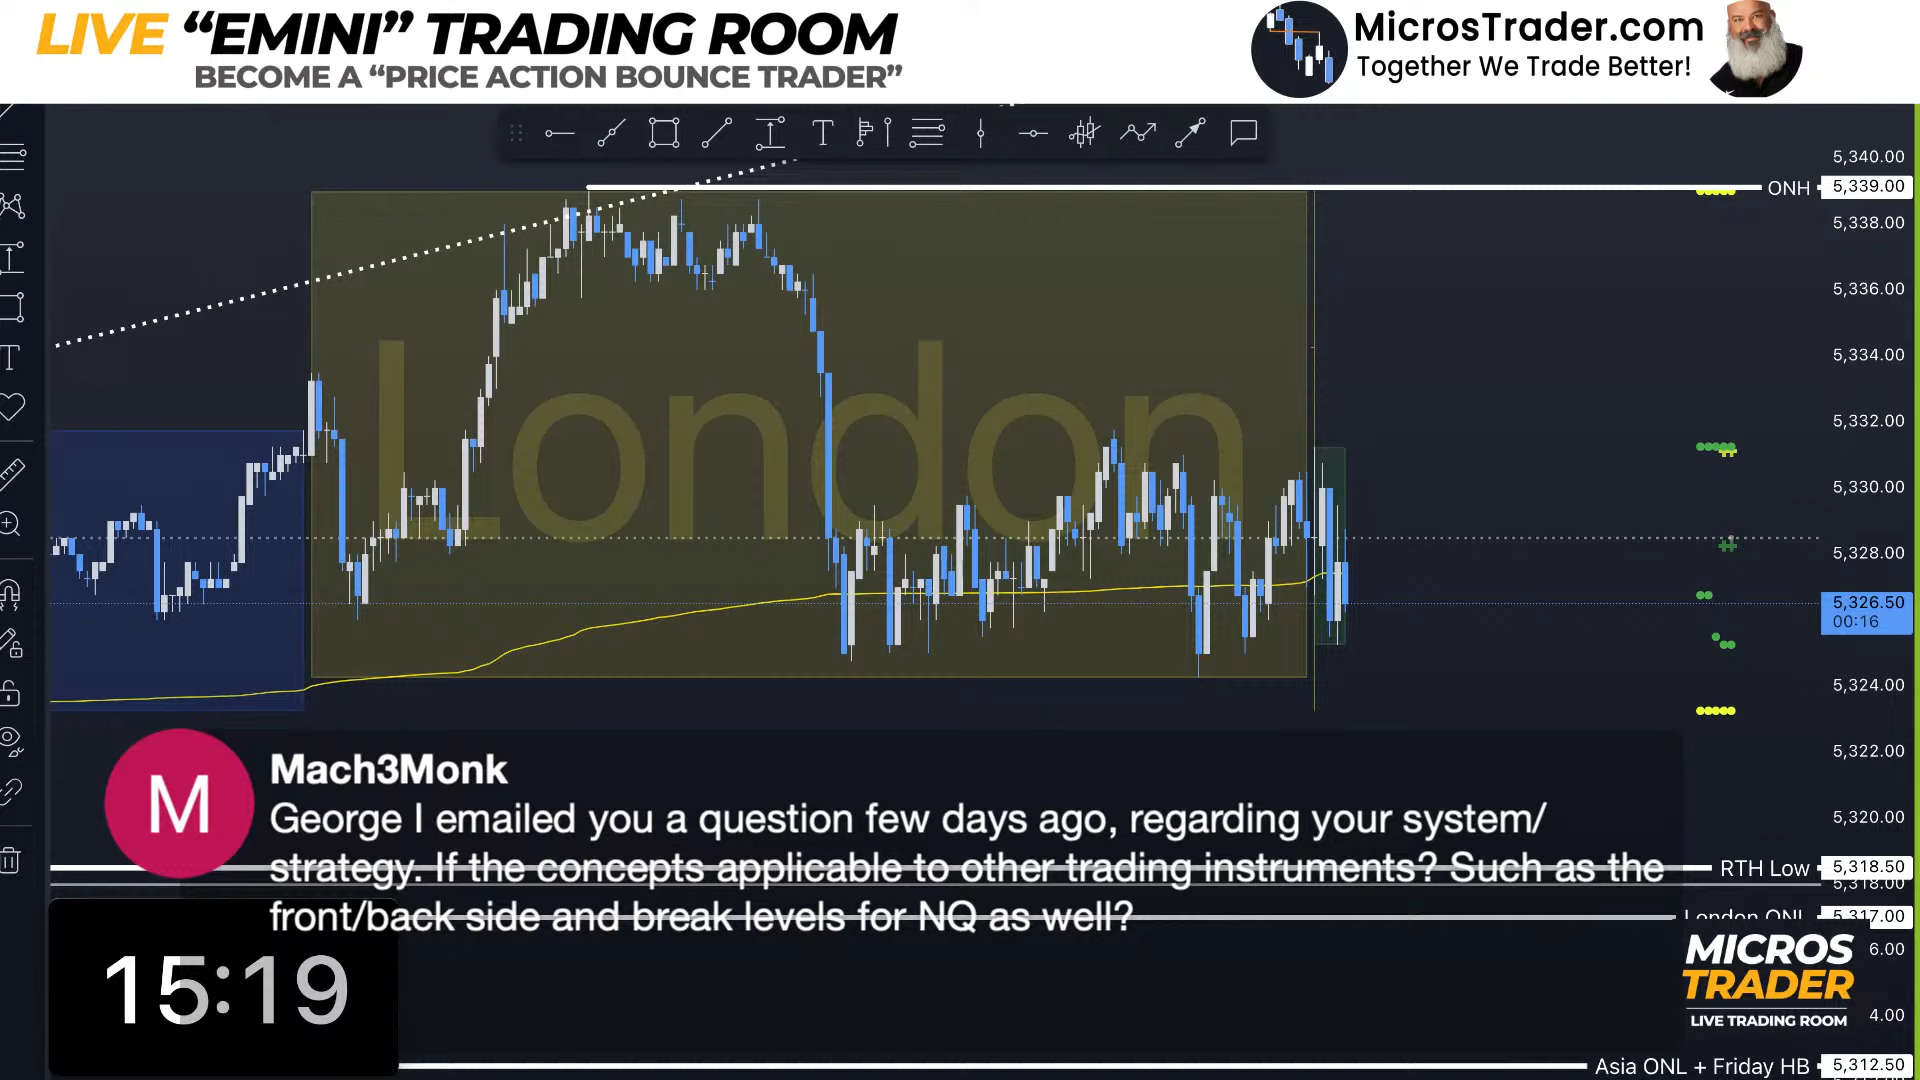 LIVE “EMINI” TRADING ROOM
BECOME A “PRICE ACTION BOUNCE TRADER”
MicrosTrader.com
Together We Trade Better!
5,340.00
ONH 5,339.00
5,338.00
5,336.00
5,334.00
London
5,332.00
5,330.00
5,328.00
5,326.50
00:16
5,324.00
5,322.00
5,320.00
M
Mach3Monk
George I emailed you a question few days ago, regarding your system/
strategy. If the concepts applicable to other trading instruments? Such as the
front/back side and break levels for NQ as well?
RTH Low 5,318.50
5,318.00
London ONL 5,317.00
6.00
15:19
MICROS
TRADER
LIVE TRADING ROOM
4.00
Asia ONL + Friday HB 5,312.50